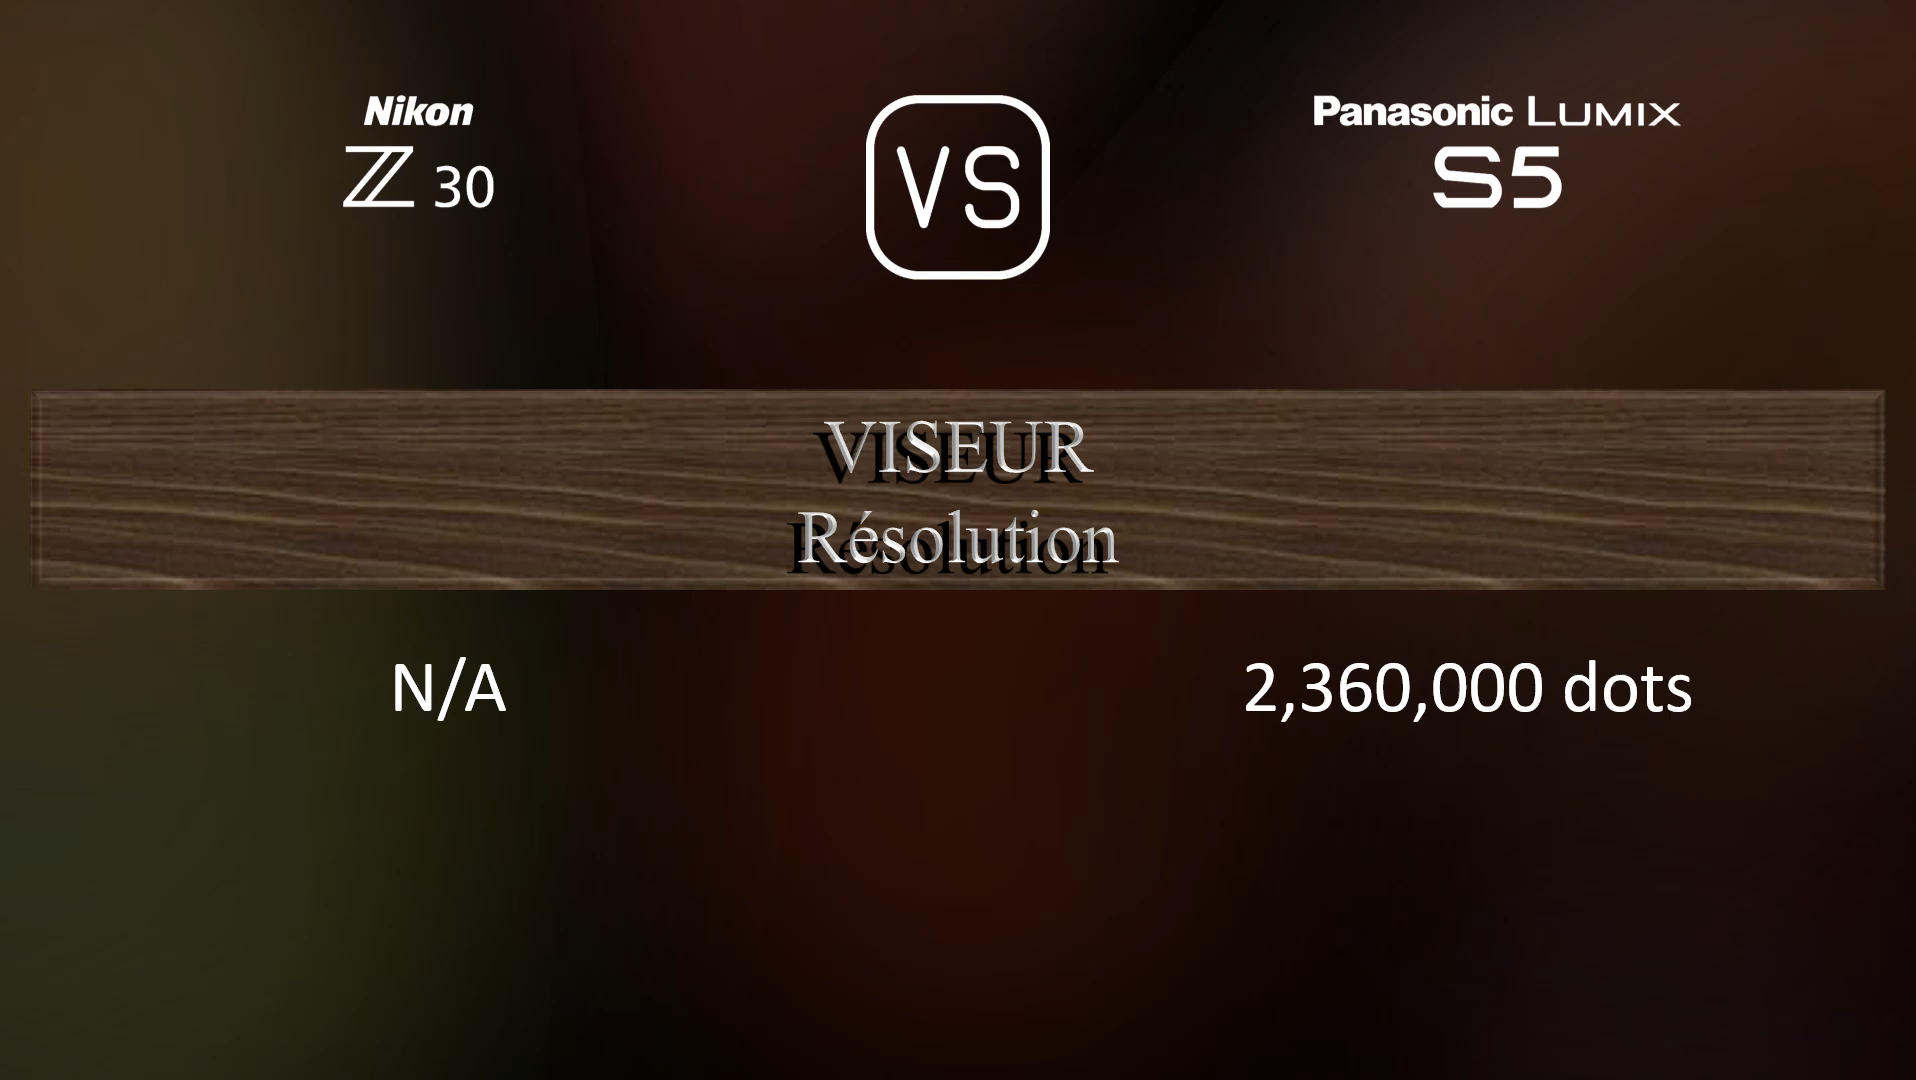 Nikon
Z 30
VS
Panasonic LUMIX
S5
VISEUR
Résolution
N/A
2,360,000 dots